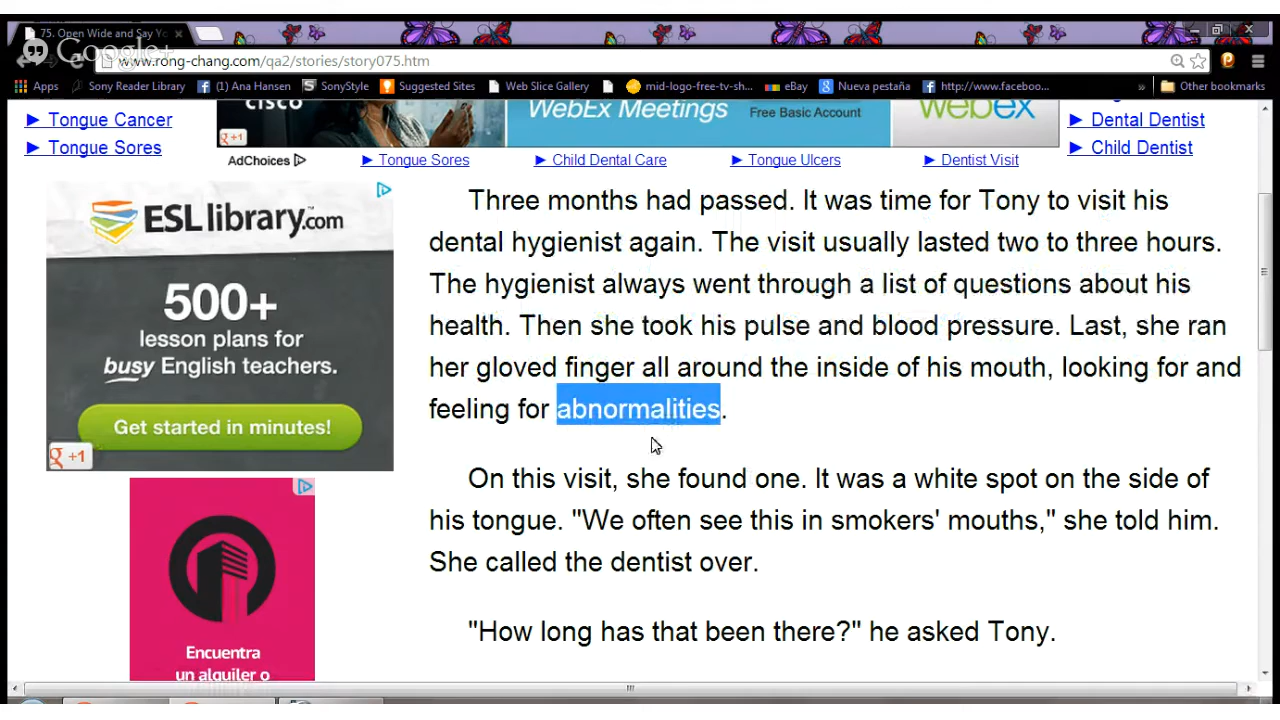 75. Open Wide and Say Yo
Google+
www.rong-chang.com/qa2/stories/story075.htm
Apps
Sony Reader Library
(1) Ana Hansen
SonyStyle
Suggested Sites
Web Slice Gallery
mid-logo-free-tv-sh...
eBay
Nueva pestaña
http://www.faceboo...
»
Other bookmarks
► Tongue Cancer
► Tongue Sores
CISCO
+1
WebEx Meetings
Free Basic Account
webex
► Dental Dentist
► Child Dentist
AdChoices
► Tongue Sores
► Child Dental Care
► Tongue Ulcers
► Dentist Visit
ESLlibrary.com
500+
lesson plans for
busy English teachers.
Get started in minutes!
+1
Encuentra
un alquiler o
Three months had passed. It was time for Tony to visit his
dental hygienist again. The visit usually lasted two to three hours.
The hygienist always went through a list of questions about his
health. Then she took his pulse and blood pressure. Last, she ran
her gloved finger all around the inside of his mouth, looking for and
feeling for abnormalities.
On this visit, she found one. It was a white spot on the side of
his tongue. "We often see this in smokers' mouths," she told him.
She called the dentist over.
"How long has that been there?" he asked Tony.